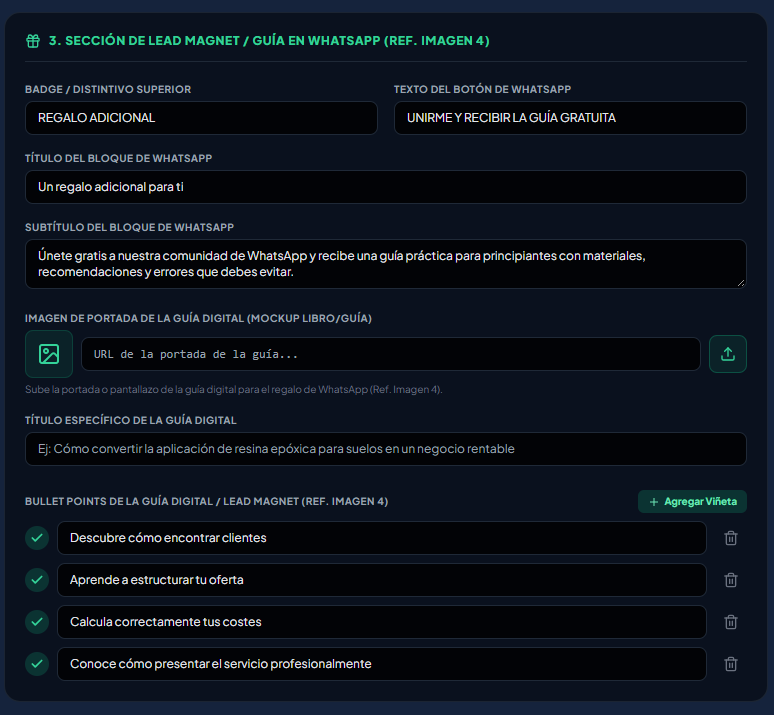 3. SECCIÓN DE LEAD MAGNET / GUÍA EN WHATSAPP (REF. IMAGEN 4)
BADGE / DISTINTIVO SUPERIOR
REGALO ADICIONAL
TEXTO DEL BOTÓN DE WHATSAPP
UNIRME Y RECIBIR LA GUÍA GRATUITA
TÍTULO DEL BLOQUE DE WHATSAPP
Un regalo adicional para ti
SUBTÍTULO DEL BLOQUE DE WHATSAPP
Únete gratis a nuestra comunidad de WhatsApp y recibe una guía práctica para principiantes con materiales,
recomendaciones y errores que debes evitar.
IMAGEN DE PORTADA DE LA GUÍA DIGITAL (MOCKUP LIBRO/GUÍA)
URL de la portada de la guía...
Sube la portada o pantallazo de la guía digital para el regalo de WhatsApp (Ref. Imagen 4).
TÍTULO ESPECÍFICO DE LA GUÍA DIGITAL
Ej: Cómo convertir la aplicación de resina epóxica para suelos en un negocio rentable
BULLET POINTS DE LA GUÍA DIGITAL / LEAD MAGNET (REF. IMAGEN 4)
+ Agregar Viñeta
Descubre cómo encontrar clientes
Aprende a estructurar tu oferta
Calcula correctamente tus costes
Conoce cómo presentar el servicio profesionalmente